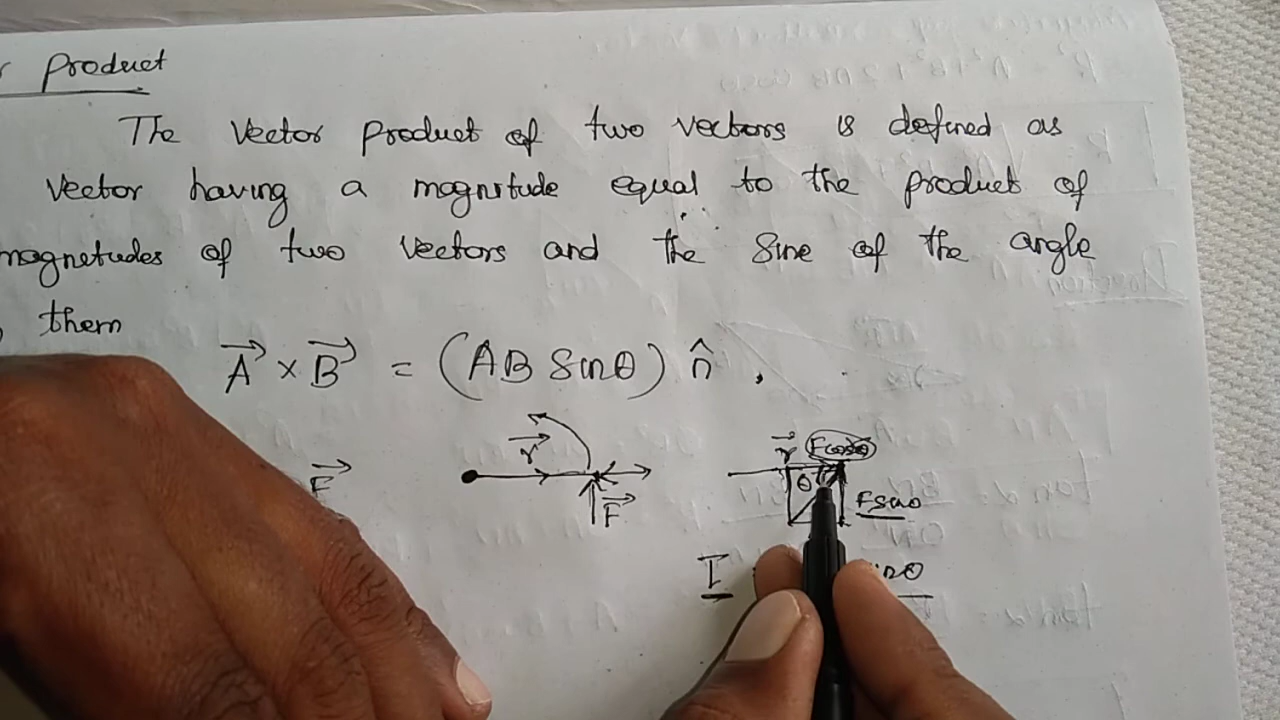 Product
The Vector product of two vectors is defined as
Vector having a magnitude equal to the product of
magnetudes of two vectors and the Sine of the angle
them
A × B = (AB Sinθ) n̂ .
r
r
Fcosθ
F
F
θ
Fsinθ